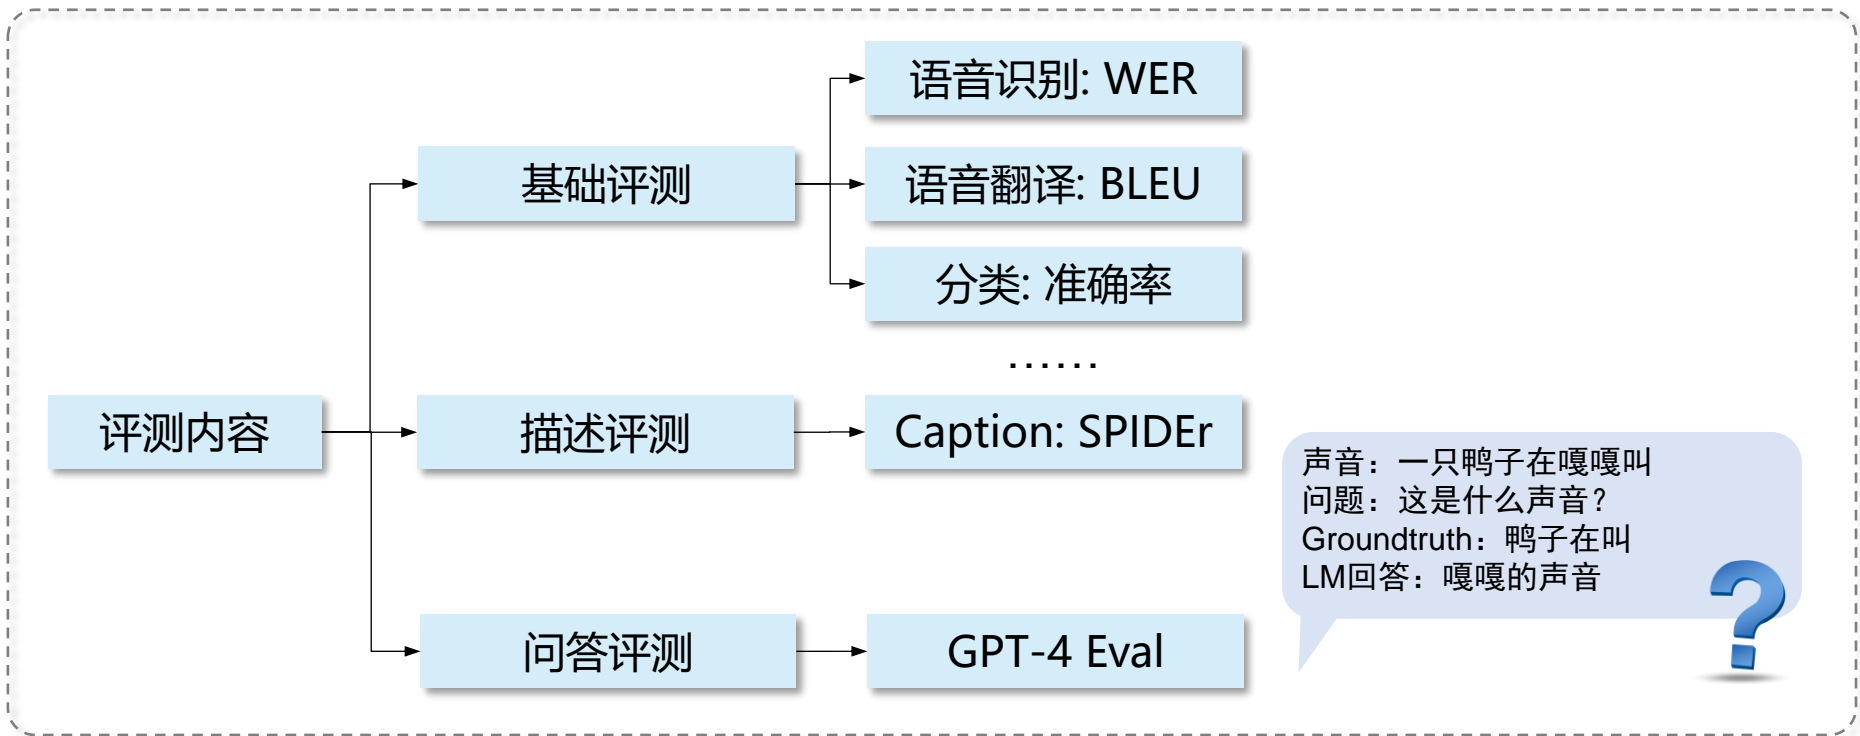 语音识别: WER
基础评测
语音翻译: BLEU
分类: 准确率
······
评测内容
描述评测
Caption: SPIDEr
声音：一只鸭子在嘎嘎叫
问题：这是什么声音？
Groundtruth：鸭子在叫
LM回答：嘎嘎的声音
问答评测
GPT-4 Eval